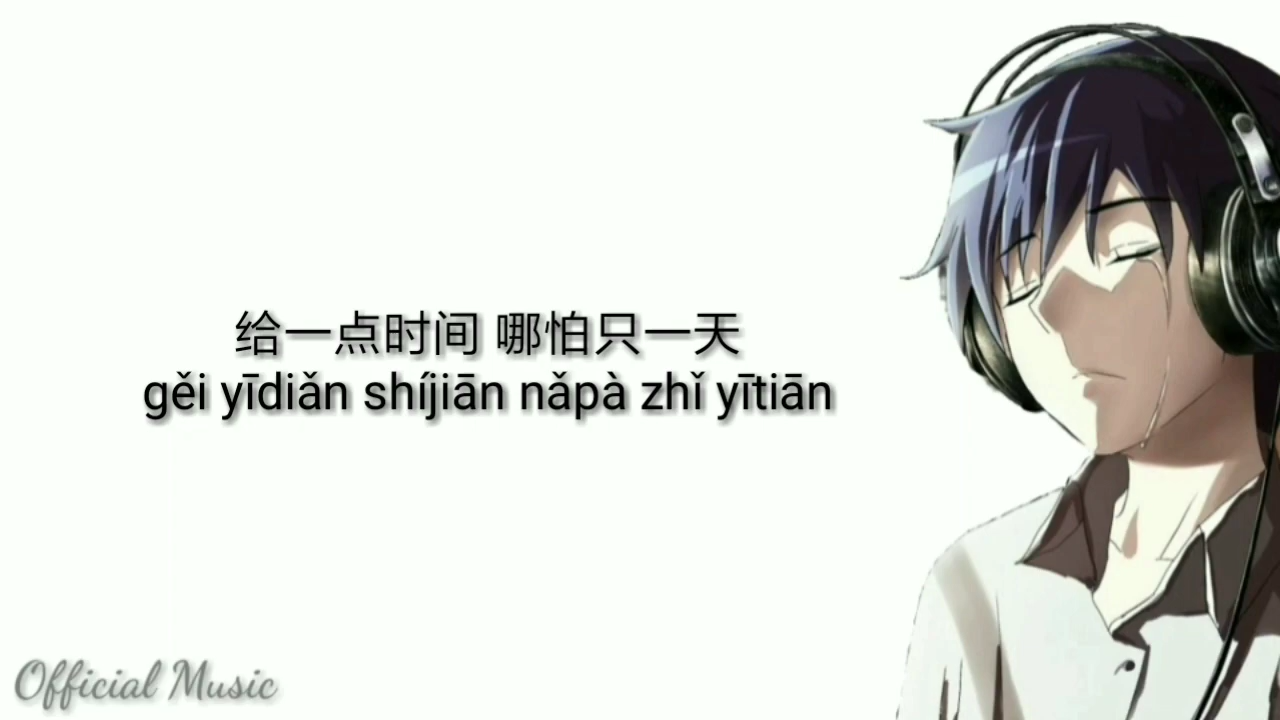 给一点时间 哪怕只一天
gěi yīdiǎn shíjiān nǎpà zhǐ yītiān
Official Music